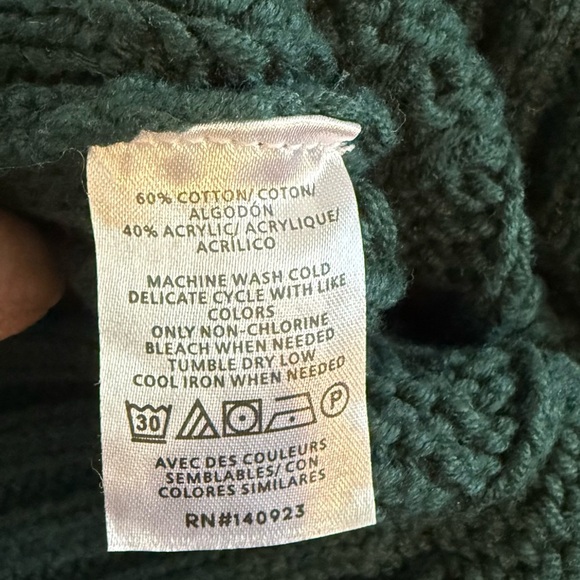 60% COTTON/COTON/
ALGODÓN
40% ACRYLIC/ACRYLIQUE/
ACRÍLICO
MACHINE WASH COLD
DELICATE CYCLE WITH LIKE
COLORS
ONLY NON-CHLORINE
BLEACH WHEN NEEDED
TUMBLE DRY LOW
COOL IRON WHEN NEEDED
30 P
AVEC DES COULEURS
SEMBLABLES/CON
COLORES SIMILARES
RN#140923